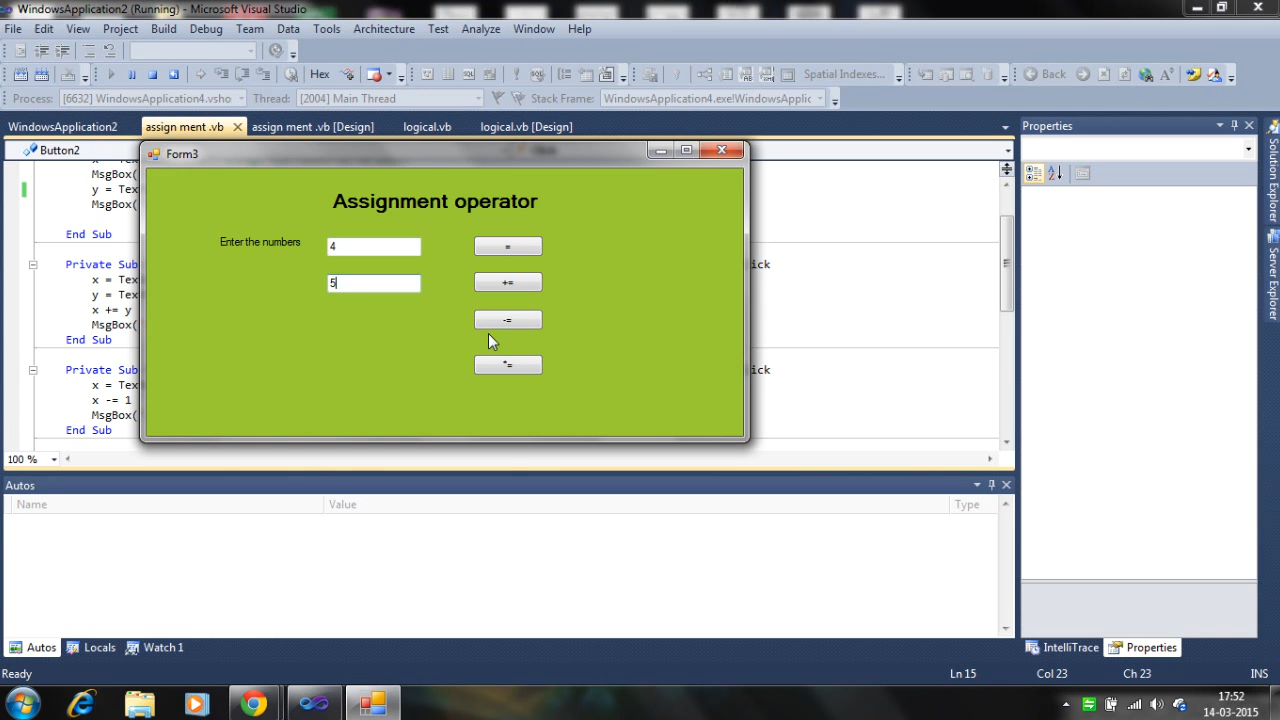 WindowsApplication2 (Running) - Microsoft Visual Studio
File Edit View Project Build Debug Team Data Tools Architecture Test Analyze Window Help
Hex Spatial Indexes... Back
Process: [6632] WindowsApplication4.vsho Thread: [2004] Main Thread Stack Frame: WindowsApplication4.exe!WindowsApplic
WindowsApplication2 assign ment .vb assign ment .vb [Design] logical.vb logical.vb [Design] Properties
Button2
Form3
MsgBox(
y = Tex
MsgBox(
End Sub
Private Sub ick
x = Tex
y = Tex
x += y
MsgBox(
End Sub
Private Sub ick
x = Tex
x -= 1
MsgBox(
End Sub
Assignment operator
Enter the numbers 4 =
5 +=
-=
*=
100 %
Autos
Name Value Type
Autos Locals Watch 1
IntelliTrace Properties
Solution Explorer
Server Explorer
Ready Ln 15 Col 23 Ch 23 INS
17:52
14-03-2015